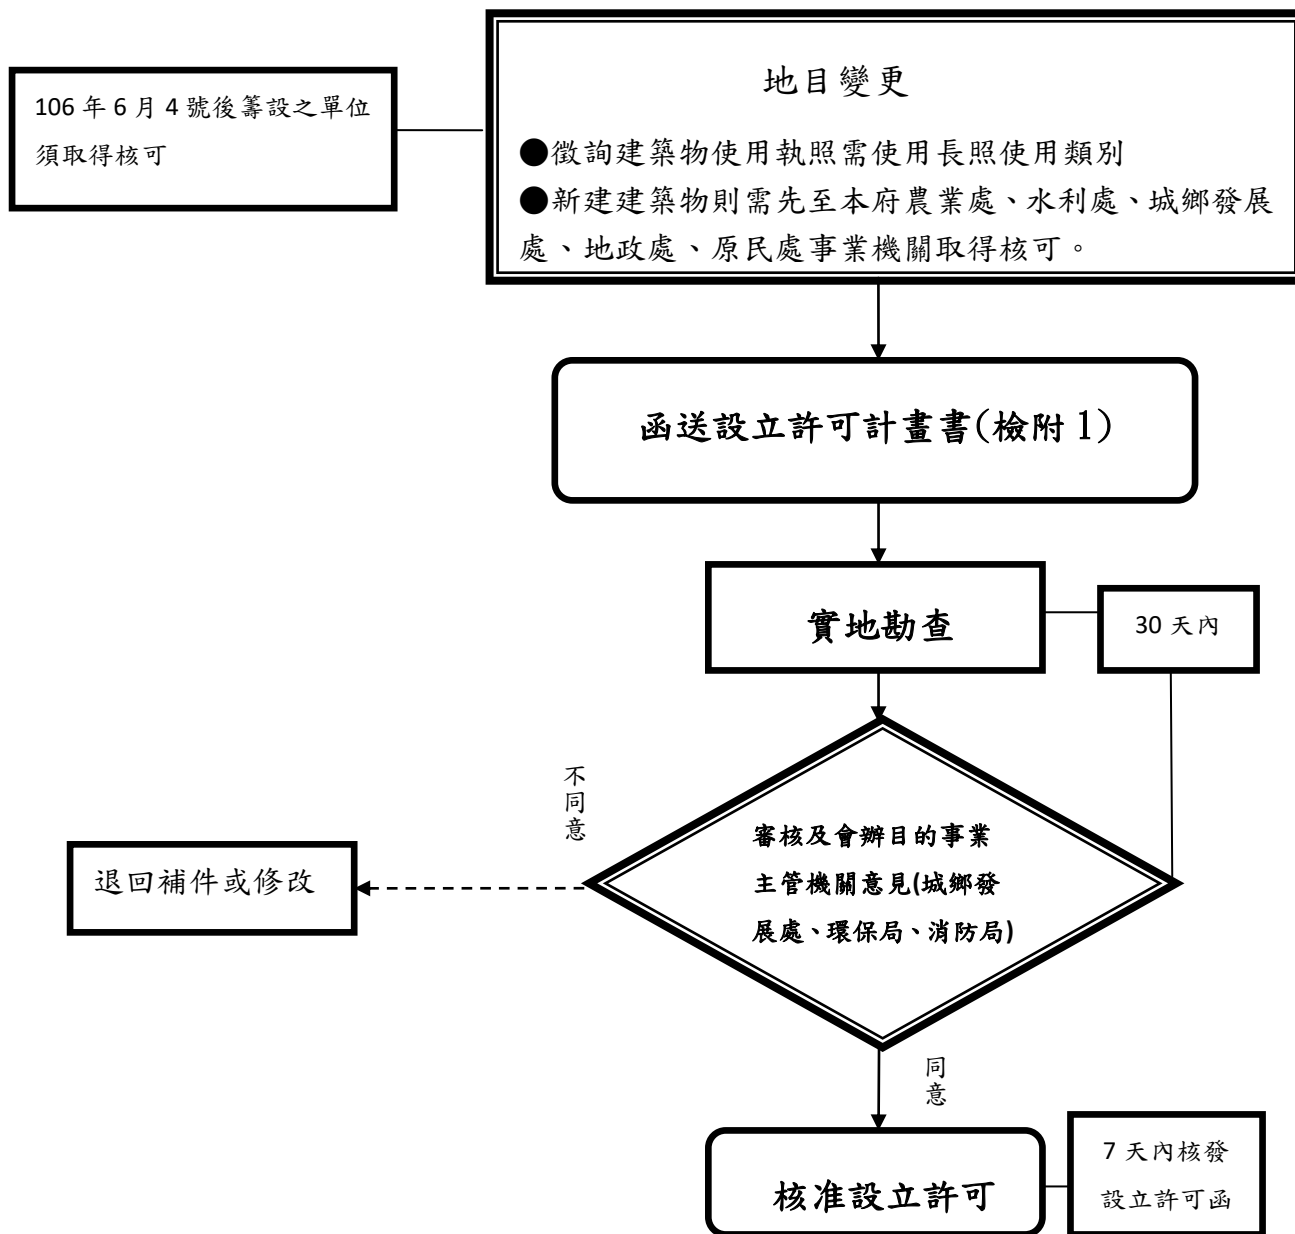 地目變更
106 年 6 月 4 號後籌設之單位
須取得核可
●徵詢建築物使用執照需使用長照使用類別
●新建建築物則需先至本府農業處、水利處、城鄉發展
處、地政處、原民處事業機關取得核可。
函送設立許可計畫書(檢附 1)
實地勘查
30 天內
不同意
審核及會辦目的事業
主管機關意見(城鄉發
展處、環保局、消防局)
退回補件或修改
同意
核准設立許可
7 天內核發
設立許可函